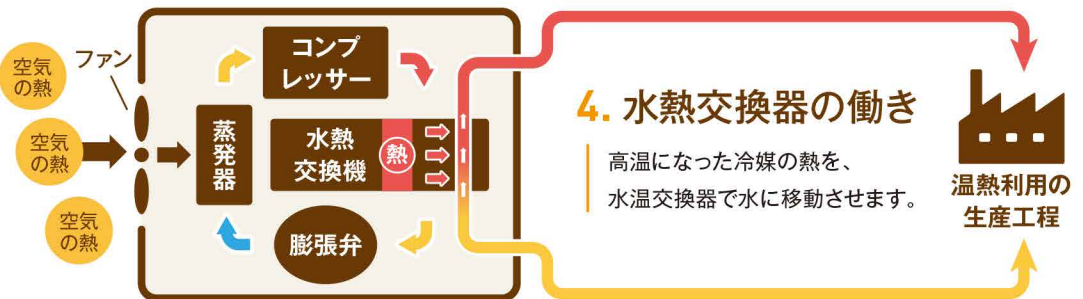 空気
の熱
ファン
空気
の熱
空気
の熱
蒸発器
コンプ
レッサー
水熱
交換機
熱
膨張弁
4. 水熱交換器の働き
高温になった冷媒の熱を、
水温交換器で水に移動させます。
温熱利用の
生産工程